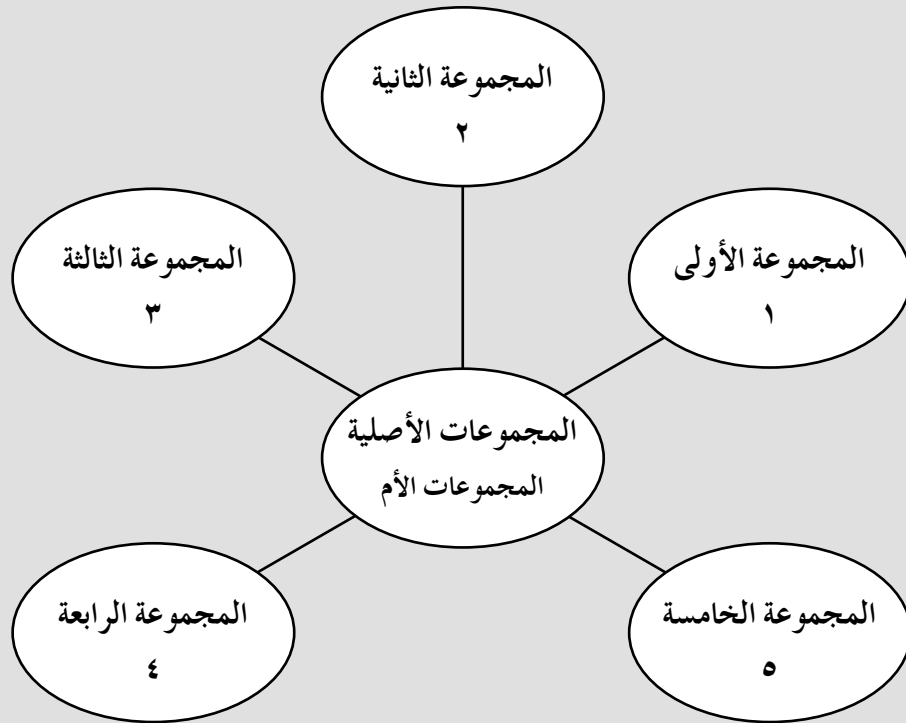 المجموعة الثانية
٢
المجموعة الأولى
١
المجموعة الثالثة
٣
المجموعات الأصلية
المجموعات الأم
المجموعة الخامسة
٥
المجموعة الرابعة
٤